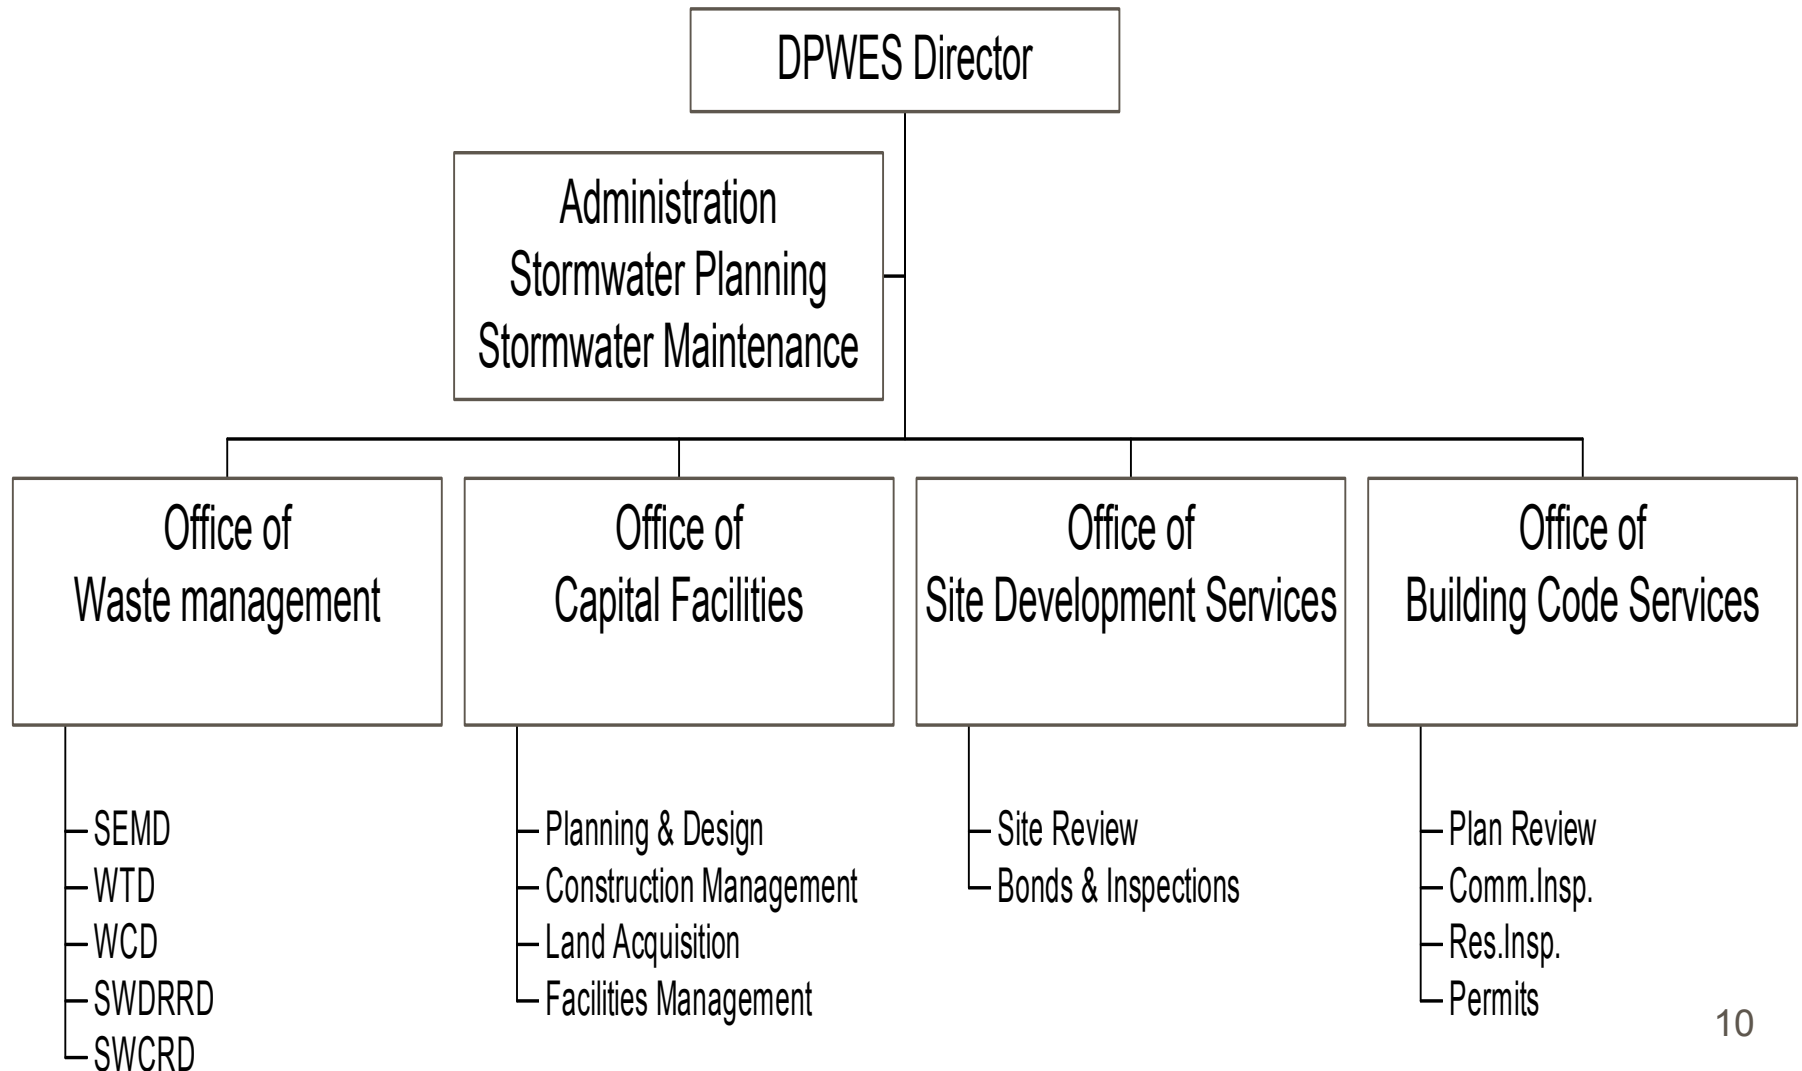 DPWES Director
Administration
Stormwater Planning
Stormwater Maintenance
Office of
Waste management
Office of
Capital Facilities
Office of
Site Development Services
Office of
Building Code Services
SEMD
WTD
WCD
SWDRRD
SWCRD
Planning & Design
Construction Management
Land Acquisition
Facilities Management
Site Review
Bonds & Inspections
Plan Review
Comm.Insp.
Res.Insp.
Permits
10